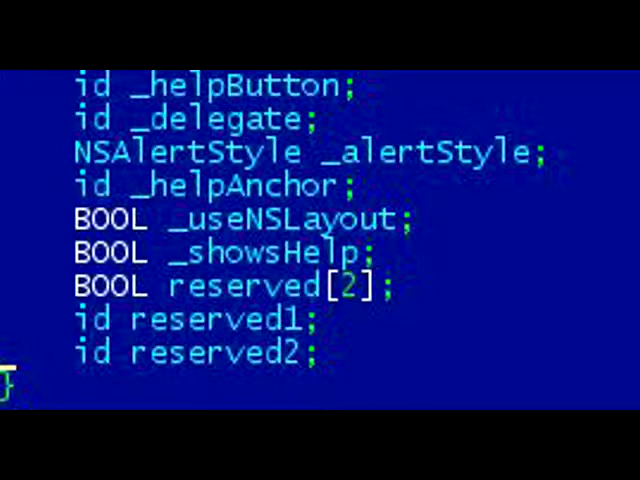 id _helpButton;
id _delegate;
NSAlertStyle _alertStyle;
id _helpAnchor;
BOOL _useNSLayout;
BOOL _showsHelp;
BOOL reserved[2];
id reserved1;
id reserved2;
}